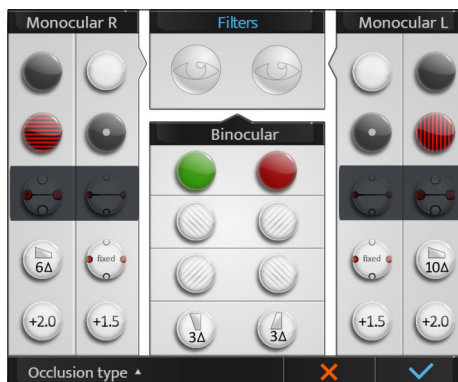 Monocular R
Filters
Monocular L
Binocular
6Δ
fixed
fixed
10Δ
+2.0
+1.5
3Δ
3Δ
+1.5
+2.0
Occlusion type